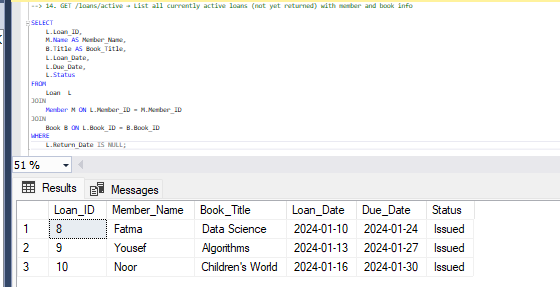 --> 14. GET /loans/active → List all currently active loans (not yet returned) with member and book info
SELECT
L.Loan_ID,
M.Name AS Member_Name,
B.Title AS Book_Title,
L.Loan_Date,
L.Due_Date,
L.Status
FROM
Loan L
JOIN
Member M ON L.Member_ID = M.Member_ID
JOIN
Book B ON L.Book_ID = B.Book_ID
WHERE
L.Return_Date IS NULL;
51 %
Results Messages
Loan_ID Member_Name Book_Title Loan_Date Due_Date Status
1 8 Fatma Data Science 2024-01-10 2024-01-24 Issued
2 9 Yousef Algorithms 2024-01-13 2024-01-27 Issued
3 10 Noor Children's World 2024-01-16 2024-01-30 Issued